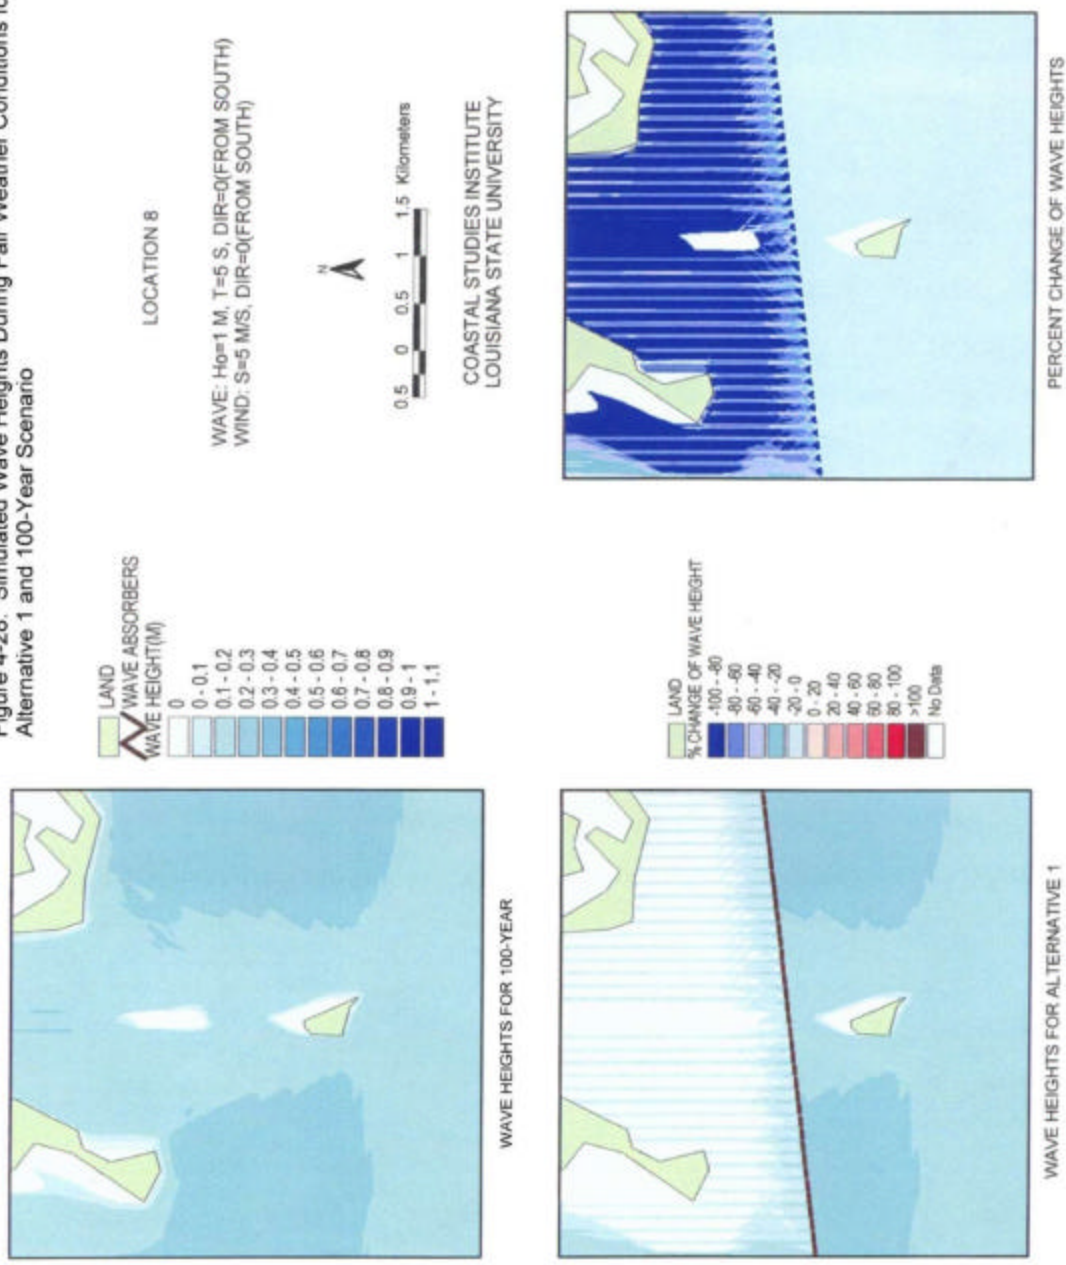 Figure 4-28. Simulated Wave Heights During Fair Weather Conditions
Alternative 1 and 100-Year Scenario
LAND
WAVE ABSORBERS
WAVE HEIGHT(M)
0
0 - 0.1
0.1 - 0.2
0.2 - 0.3
0.3 - 0.4
0.4 - 0.5
0.5 - 0.6
0.6 - 0.7
0.7 - 0.8
0.8 - 0.9
0.9 - 1
1 - 1.1
LOCATION 8
WAVE: Ho=1 M, T=5 S, DIR=0(FROM SOUTH)
WIND: S=5 M/S, DIR=0(FROM SOUTH)
N
0.5 0 0.5 1 1.5 Kilometers
COASTAL STUDIES INSTITUTE
LOUISIANA STATE UNIVERSITY
WAVE HEIGHTS FOR 100-YEAR
LAND
% CHANGE OF WAVE HEIGHT
-100 - -80
-80 - -60
-60 - -40
-40 - -20
-20 - 0
0 - 20
20 - 40
40 - 60
60 - 80
80 - 100
>100
No Data
WAVE HEIGHTS FOR ALTERNATIVE 1
PERCENT CHANGE OF WAVE HEIGHTS